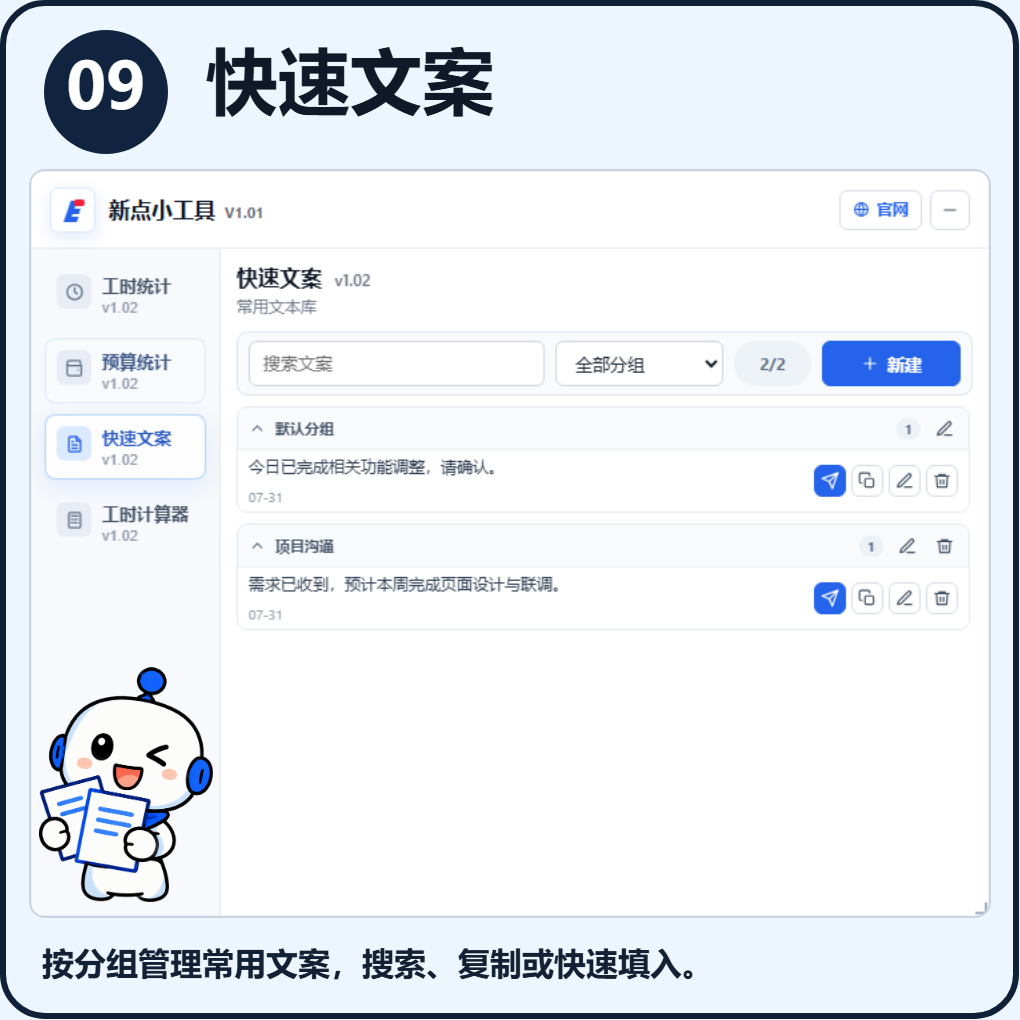 09 快速文案
新点小工具 V1.01
官网
工时统计
v1.02
预算统计
v1.02
快速文案
v1.02
工时计算器
v1.02
快速文案 v1.02
常用文本库
搜索文案 全部分组 2/2 + 新建
默认分组 1
今日已完成相关功能调整，请确认。
07-31
项目沟通 1
需求已收到，预计本周完成页面设计与联调。
07-31
按分组管理常用文案，搜索、复制或快速填入。